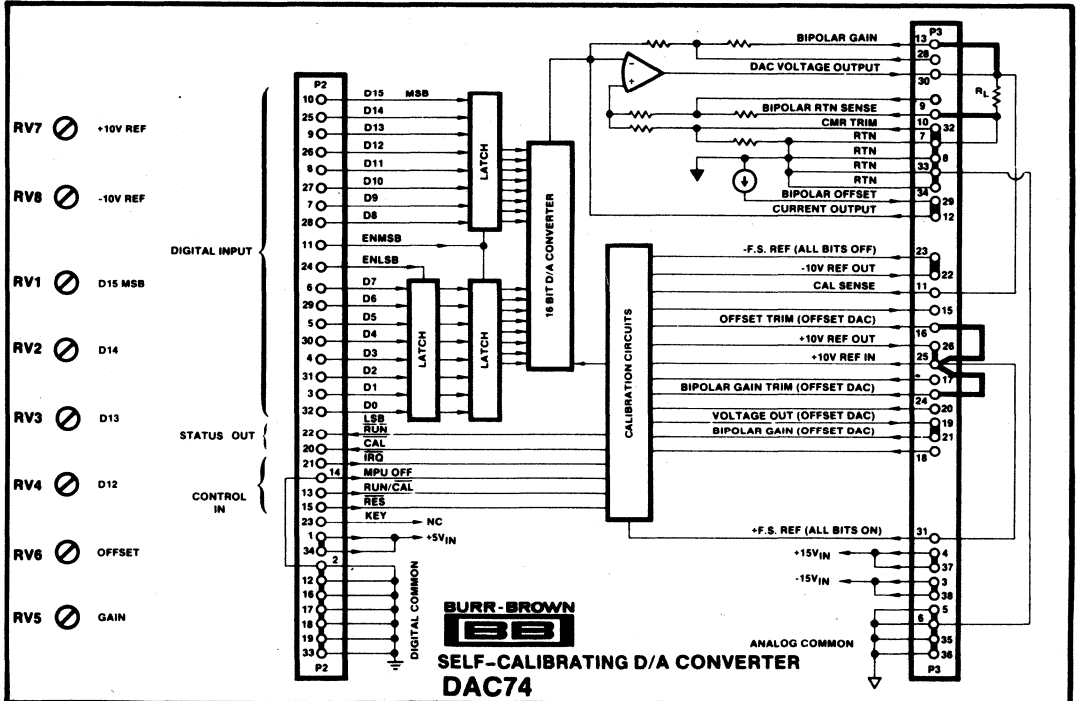 RV7 +10V REF
RV8 -10V REF
RV1 D15 MSB
RV2 D14
RV3 D13
RV4 D12
RV6 OFFSET
RV5 GAIN
DIGITAL INPUT
STATUS OUT
CONTROL
IN
P2
10 D15 MSB
25 D14
9 D13
26 D12
8 D11
27 D10
7 D9
28 D8
11 ENMSB
24 ENLSB
6 D7
29 D6
5 D5
30 D4
4 D3
31 D2
3 D1
32 D0
LSB
22 RUN
20 CAL
21 IRQ
14 MPU OFF
13 RUN/CAL
15 RES
23 KEY NC
1 +5VIN
34
2
12
16
17
18
19
33
P2
DIGITAL COMMON
LATCH
LATCH
LATCH
16 BIT D/A CONVERTER
CALIBRATION CIRCUITS
-
+
P3
BIPOLAR GAIN 13
28
DAC VOLTAGE OUTPUT 30
RL
9
BIPOLAR RTN SENSE
CMR TRIM 10 32
RTN 7
RTN 8
RTN 33
RTN
BIPOLAR OFFSET 34 29
CURRENT OUTPUT 12
-F.S. REF (ALL BITS OFF) 23
-10V REF OUT 22
CAL SENSE 11
15
OFFSET TRIM (OFFSET DAC) 16
+10V REF OUT 26
+10V REF IN 25
17
BIPOLAR GAIN TRIM (OFFSET DAC)
24 20
VOLTAGE OUT (OFFSET DAC) 19
BIPOLAR GAIN (OFFSET DAC) 21
18
+F.S. REF (ALL BITS ON) 31
+15VIN 4
37
-15VIN 3
38
5
6
ANALOG COMMON 35
36
P3
BURR-BROWN
BB
SELF-CALIBRATING D/A CONVERTER
DAC74